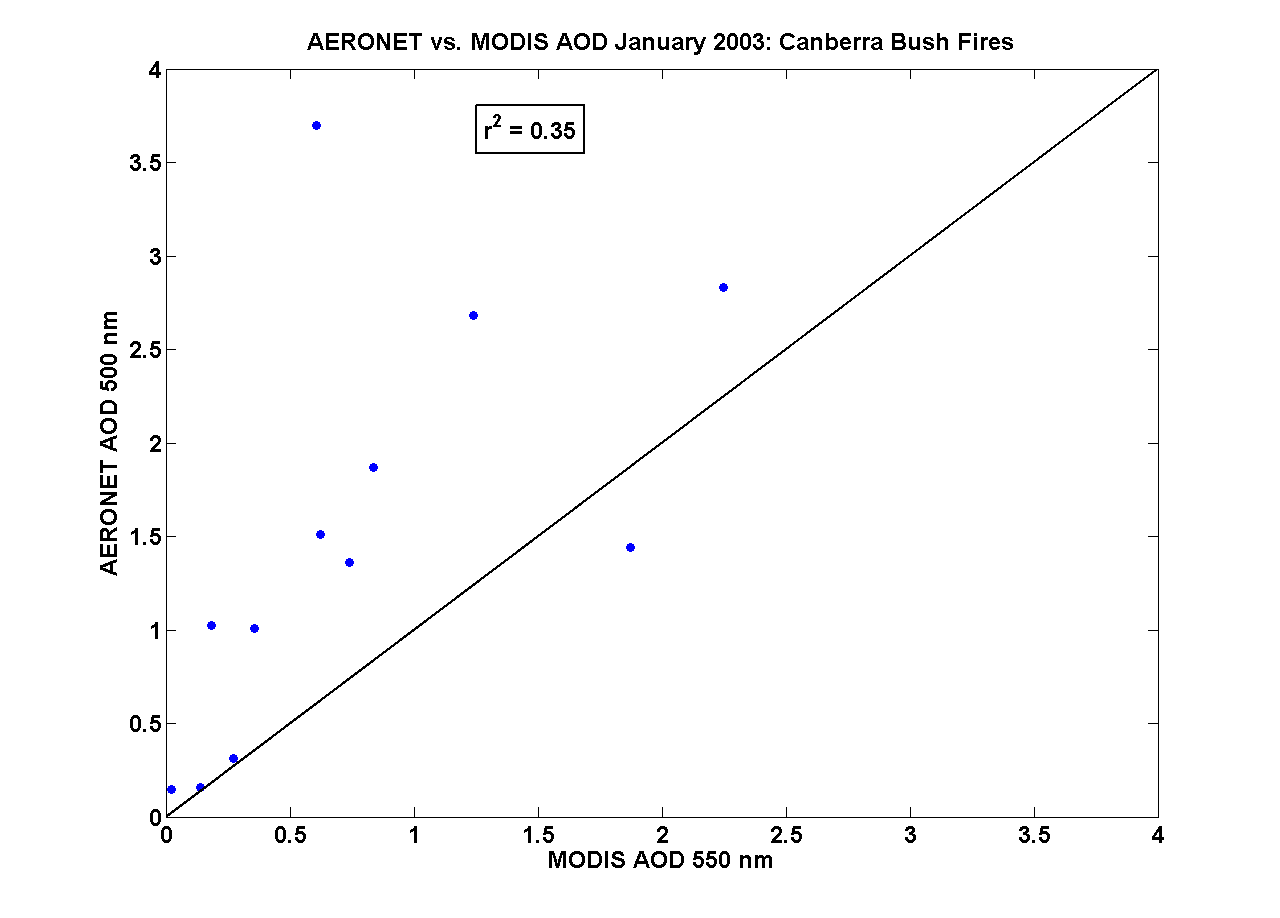 AERONET vs. MODIS AOD January 2003: Canberra Bush Fires
r² = 0.35
AERONET AOD 500 nm
4
3.5
3
2.5
2
1.5
1
0.5
0
0 0.5 1 1.5 2 2.5 3 3.5 4
MODIS AOD 550 nm